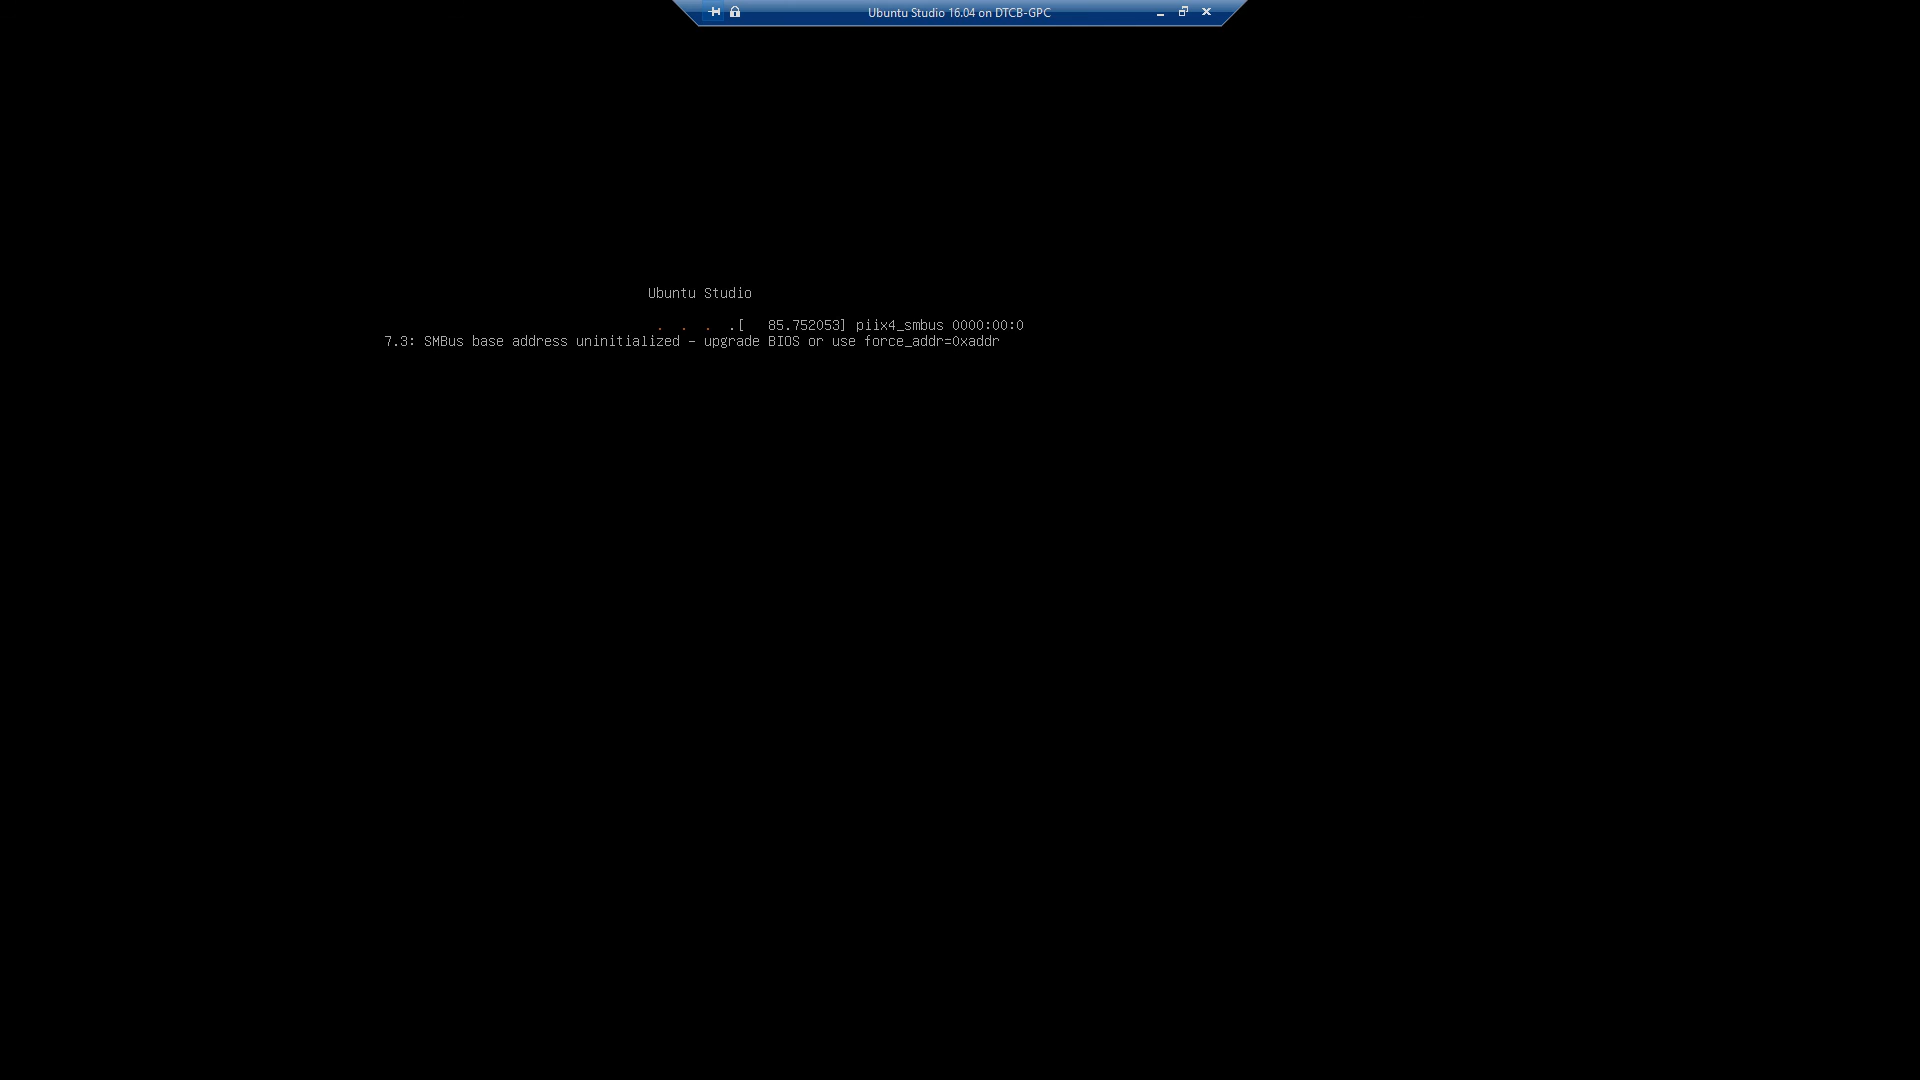 Ubuntu Studio 16.04 on DTCB-GPC
Ubuntu Studio
. . . .[   85.752053] piix4_smbus 0000:00:0
7.3: SMBus base address uninitialized - upgrade BIOS or use force_addr=0xaddr